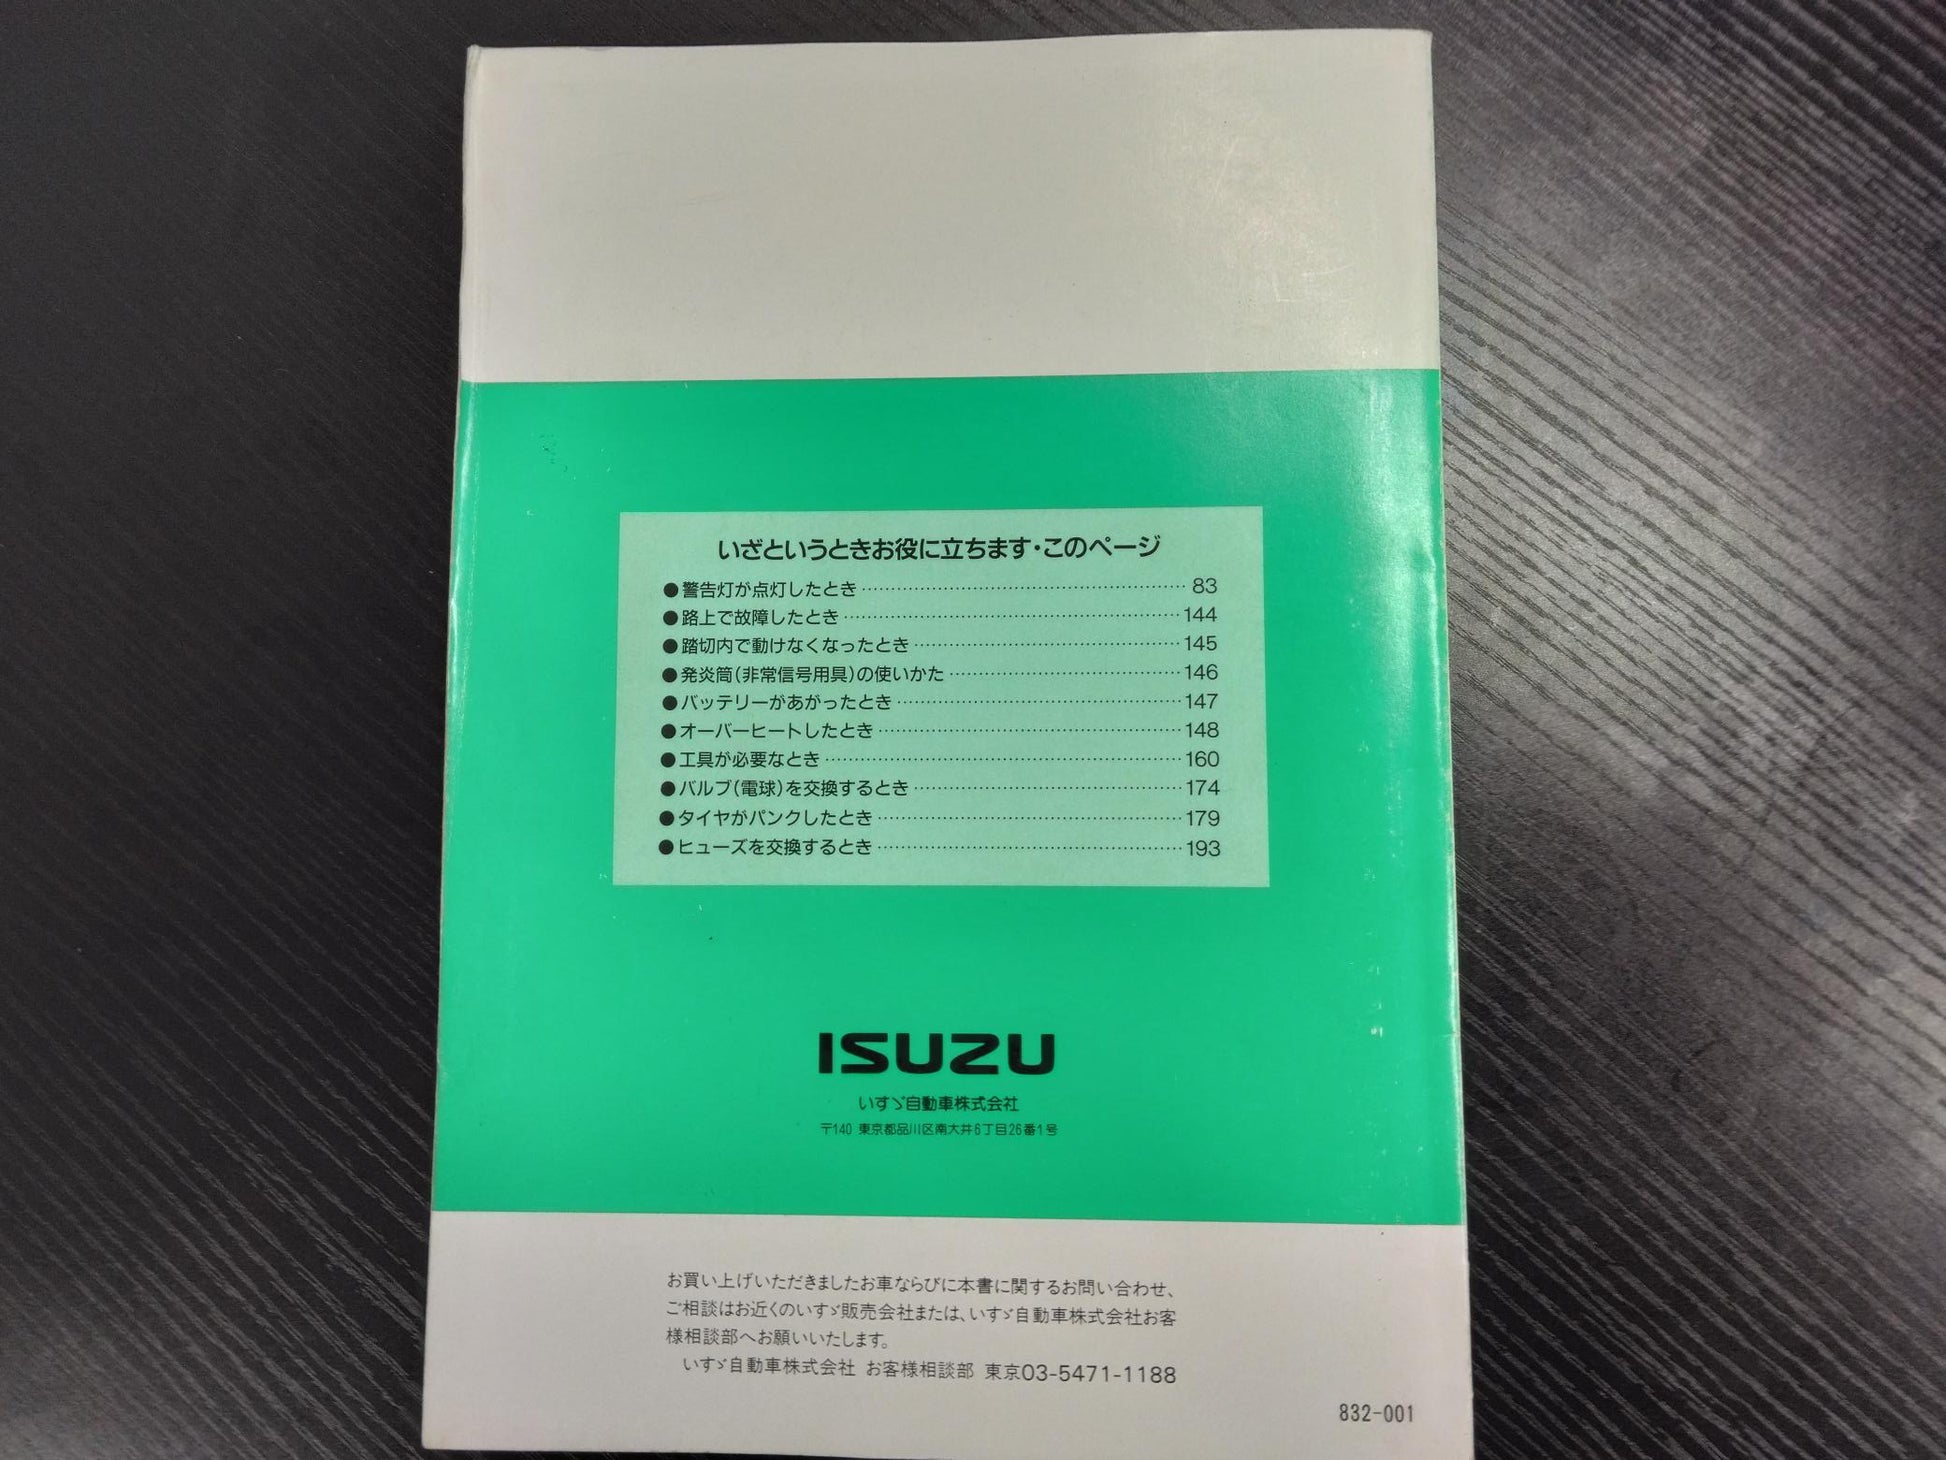 いざというときお役に立ちます・このページ
●警告灯が点灯したとき……………………………………………… 83
●路上で故障したとき………………………………………………… 144
●踏切内で動けなくなったとき……………………………………… 145
●発炎筒(非常信号用具)の使いかた………………………………… 146
●バッテリーがあがったとき………………………………………… 147
●オーバーヒートしたとき…………………………………………… 148
●工具が必要なとき…………………………………………………… 160
●バルブ(電球)を交換するとき……………………………………… 174
●タイヤがパンクしたとき…………………………………………… 179
●ヒューズを交換するとき…………………………………………… 193
ISUZU
いすゞ自動車株式会社
〒140 東京都品川区南大井6丁目26番1号
お買い上げいただきましたお車ならびに本書に関するお問い合わせ、
ご相談はお近くのいすゞ販売会社または、いすゞ自動車株式会社お客
様相談部へお願いいたします。
いすゞ自動車株式会社 お客様相談部 東京03-5471-1188
832-001